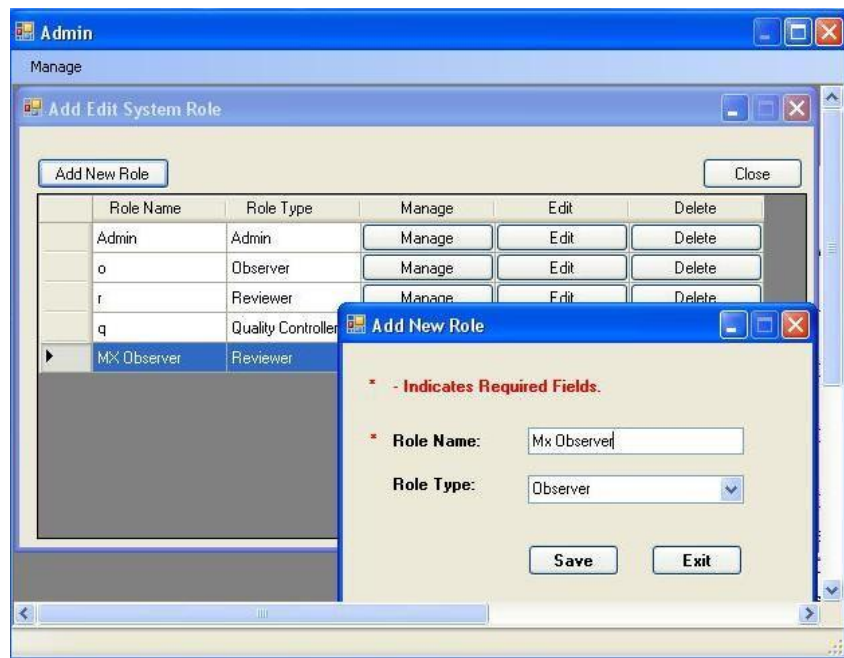 Admin
Manage
Add Edit System Role
Add New Role Close
Role Name Role Type Manage Edit Delete
Admin Admin Manage Edit Delete
o Observer Manage Edit Delete
r Reviewer Manage Edit Delete
q Quality Controller
MX Observer Reviewer
Add New Role
* - Indicates Required Fields.
* Role Name: Mx Observer
Role Type: Observer
Save Exit